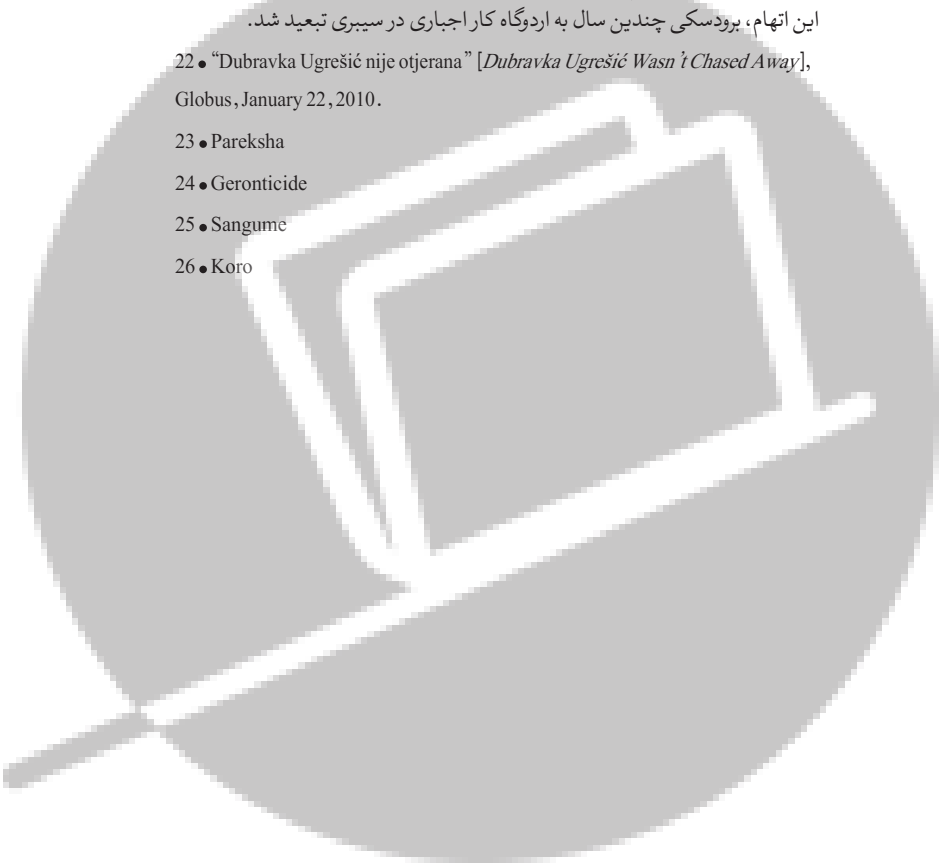 این اتهام، برودسکی چندین سال به اردوگاه کار اجباری در سیبری تبعید شد.
22 ● “Dubravka Ugrešić nije otjerana” [Dubravka Ugrešić Wasn’t Chased Away],
Globus, January 22, 2010.
23 ● Pareksha
24 ● Geronticide
25 ● Sangume
26 ● Koro